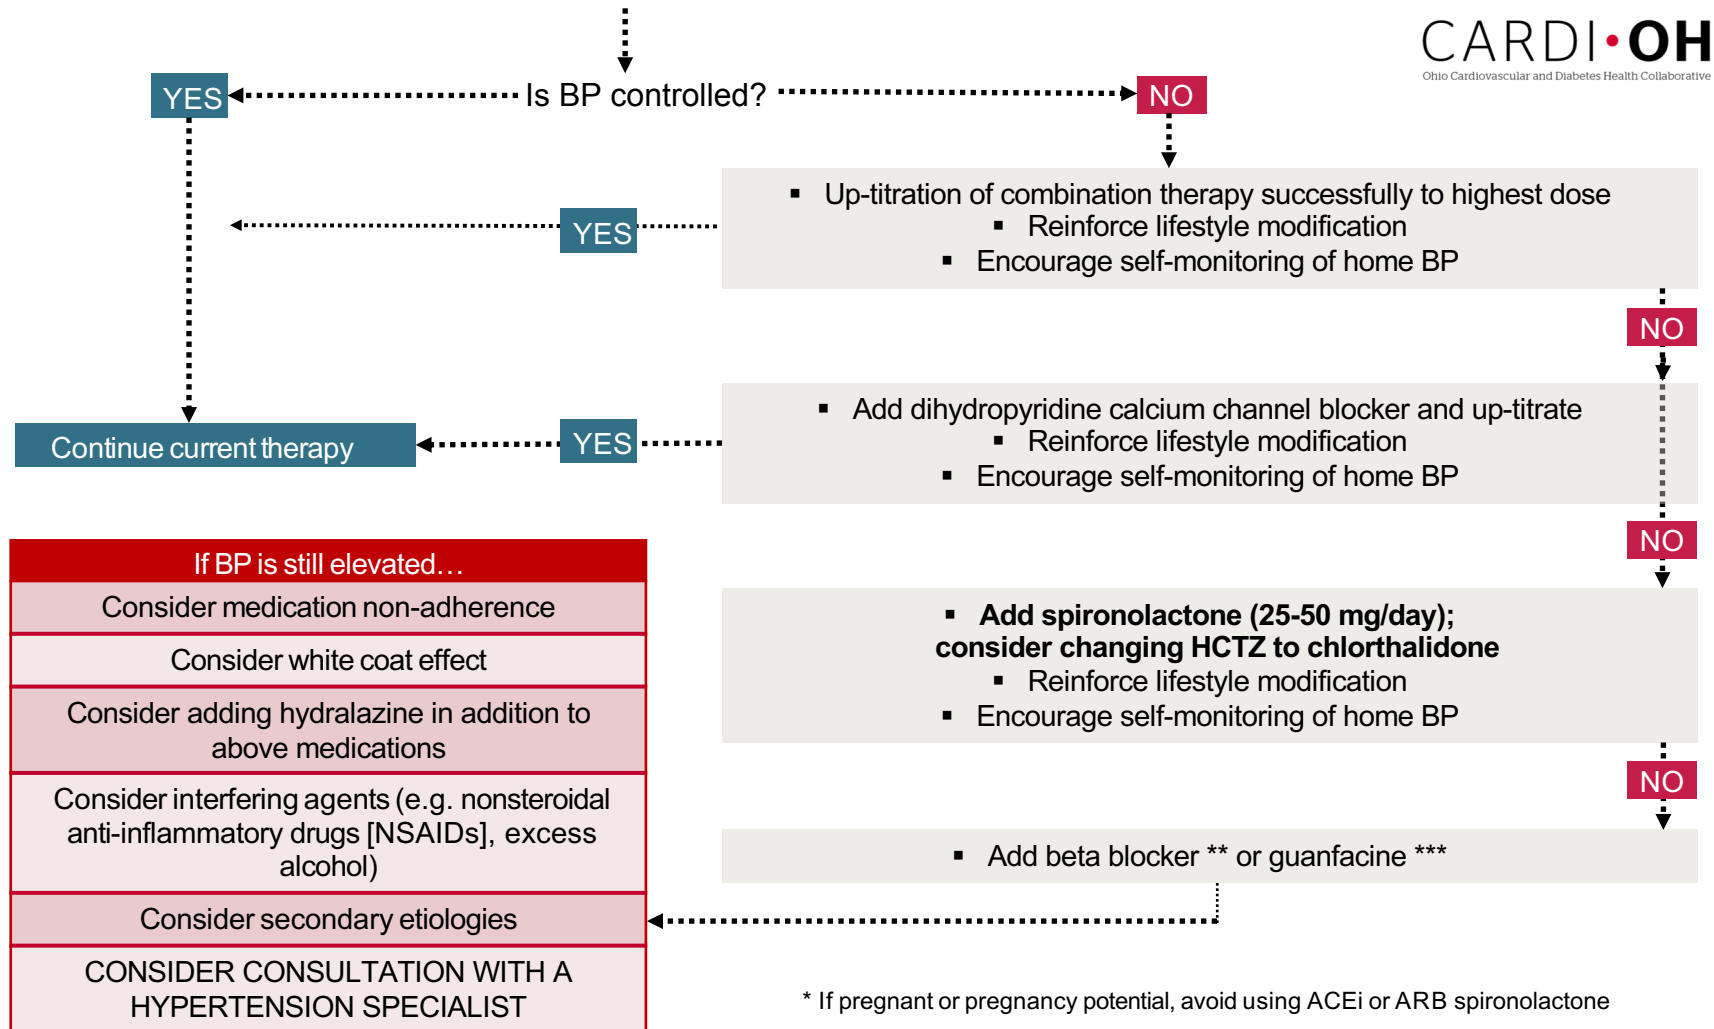 CARDI•OH
Ohio Cardiovascular and Diabetes Health Collaborative
YES
Is BP controlled?
NO
▪ Up-titration of combination therapy successfully to highest dose
▪ Reinforce lifestyle modification
▪ Encourage self-monitoring of home BP
YES
NO
▪ Add dihydropyridine calcium channel blocker and up-titrate
▪ Reinforce lifestyle modification
▪ Encourage self-monitoring of home BP
YES
Continue current therapy
NO
▪ Add spironolactone (25-50 mg/day);
consider changing HCTZ to chlorthalidone
▪ Reinforce lifestyle modification
▪ Encourage self-monitoring of home BP
NO
▪ Add beta blocker ** or guanfacine ***
If BP is still elevated…
Consider medication non-adherence
Consider white coat effect
Consider adding hydralazine in addition to
above medications
Consider interfering agents (e.g. nonsteroidal
anti-inflammatory drugs [NSAIDs], excess
alcohol)
Consider secondary etiologies
CONSIDER CONSULTATION WITH A
HYPERTENSION SPECIALIST
* If pregnant or pregnancy potential, avoid using ACEi or ARB spironolactone